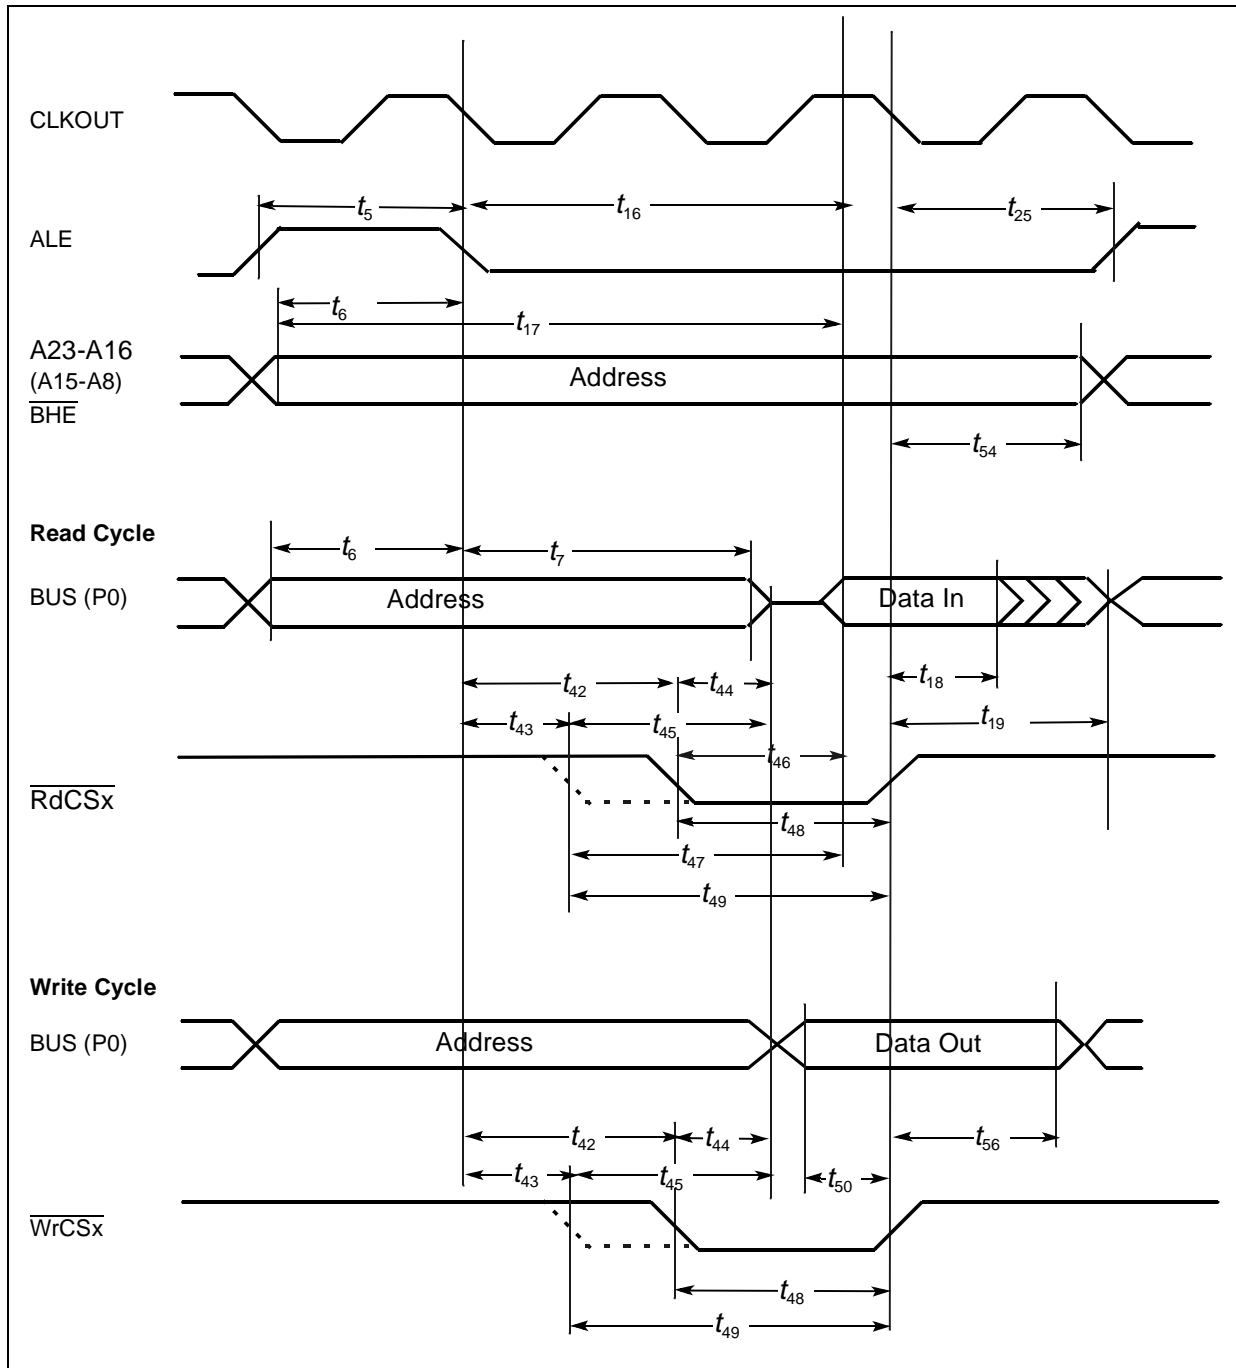 CLKOUT
t5 t16 t25
ALE
t6
t17
A23-A16
(A15-A8)
BHE
Address
t54
Read Cycle
t6 t7
BUS (P0)
Address Data In
t18
t42 t44
t19
t43 t45
t46
RdCSx
t48
t47
t49
Write Cycle
BUS (P0)
Address Data Out
t42 t44 t56
t43 t45 t50
WrCSx
t48
t49